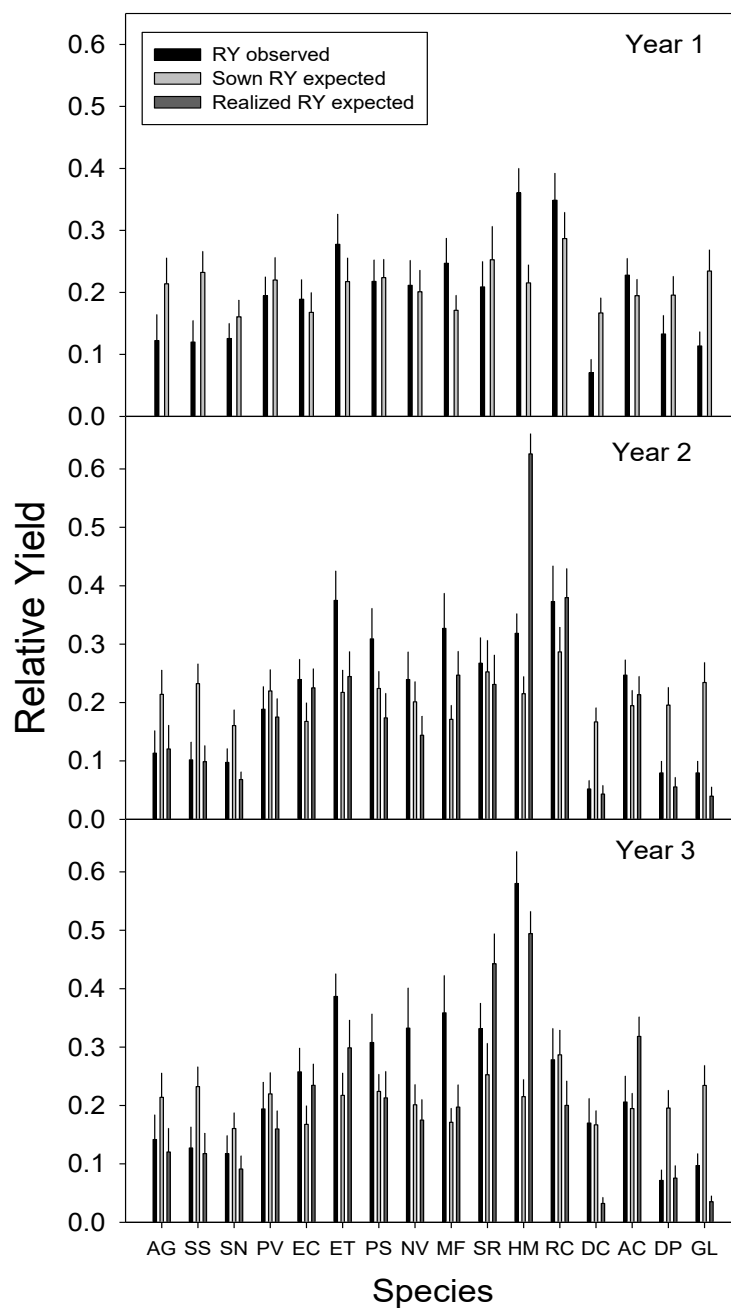 0.6
RY observed
Year 1
Sown RY expected
0.5
Realized RY expected
0.4
0.3
0.2
0.1
0.0
Year 2
0.6
0.5
0.4
0.3
0.2
0.1
0.0
Relative Yield
Year 3
0.6
0.5
0.4
0.3
0.2
0.1
0.0
AG SS SN PV EC ET PS NV MF SR HM RC DC AC DP GL
Species